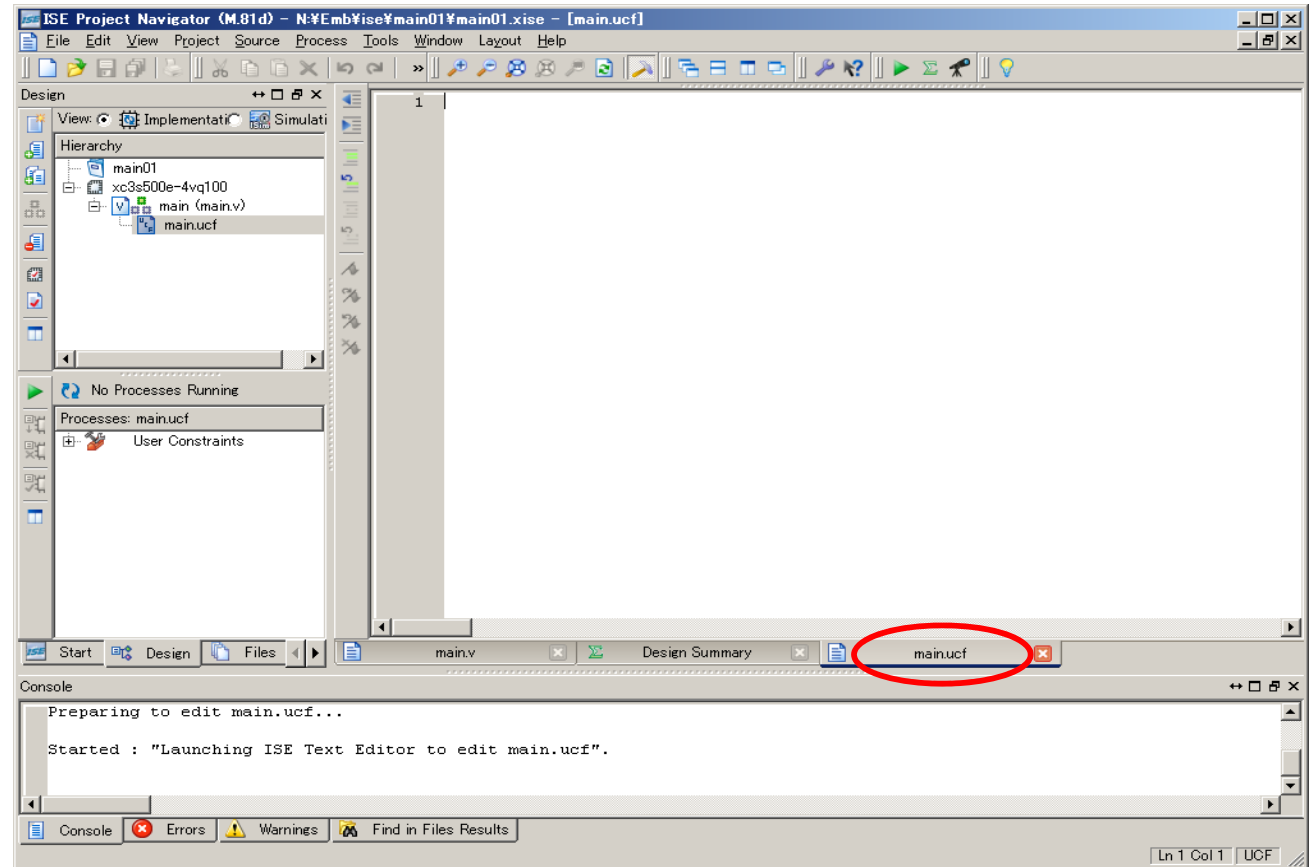 ISE Project Navigator (M.81d) - N:¥Emb¥ise¥main01¥main01.xise - [main.ucf]
File Edit View Project Source Process Tools Window Layout Help
»
Design
View: Implementati Simulati
Hierarchy
main01
xc3s500e-4vq100
main (main.v)
main.ucf
No Processes Running
Processes: main.ucf
User Constraints
Start Design Files
1
main.v Design Summary main.ucf
Console
Preparing to edit main.ucf...
Started : "Launching ISE Text Editor to edit main.ucf".
Console Errors Warnings Find in Files Results
Ln 1 Col 1 UCF